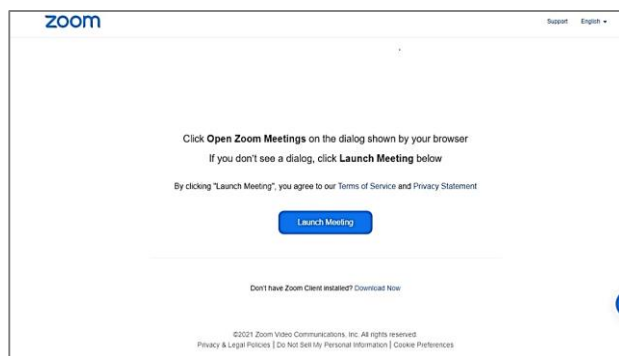 zoom
Support English
Click Open Zoom Meetings on the dialog shown by your browser
If you don't see a dialog, click Launch Meeting below
By clicking "Launch Meeting", you agree to our Terms of Service and Privacy Statement
Launch Meeting
Don't have Zoom Client installed? Download Now
©2021 Zoom Video Communications, Inc. All rights reserved.
Privacy & Legal Policies | Do Not Sell My Personal Information | Cookie Preferences